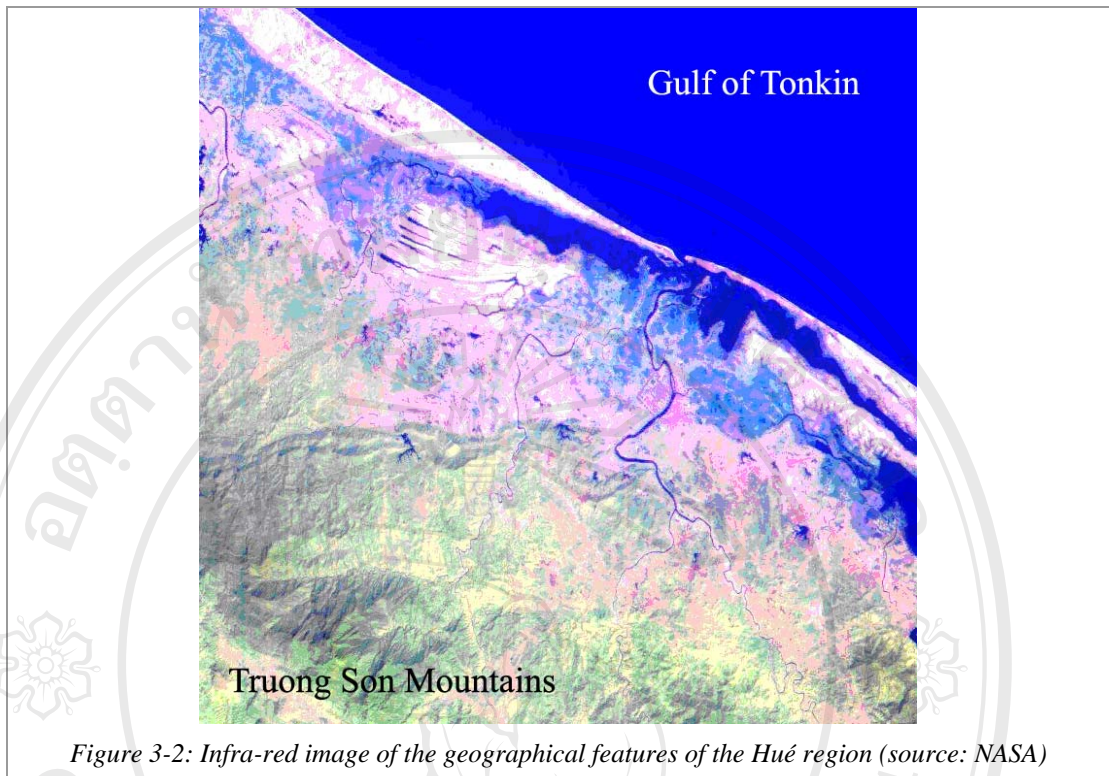 Gulf of Tonkin
Truong Son Mountains
Figure 3-2: Infra-red image of the geographical features of the Hué region (source: NASA)